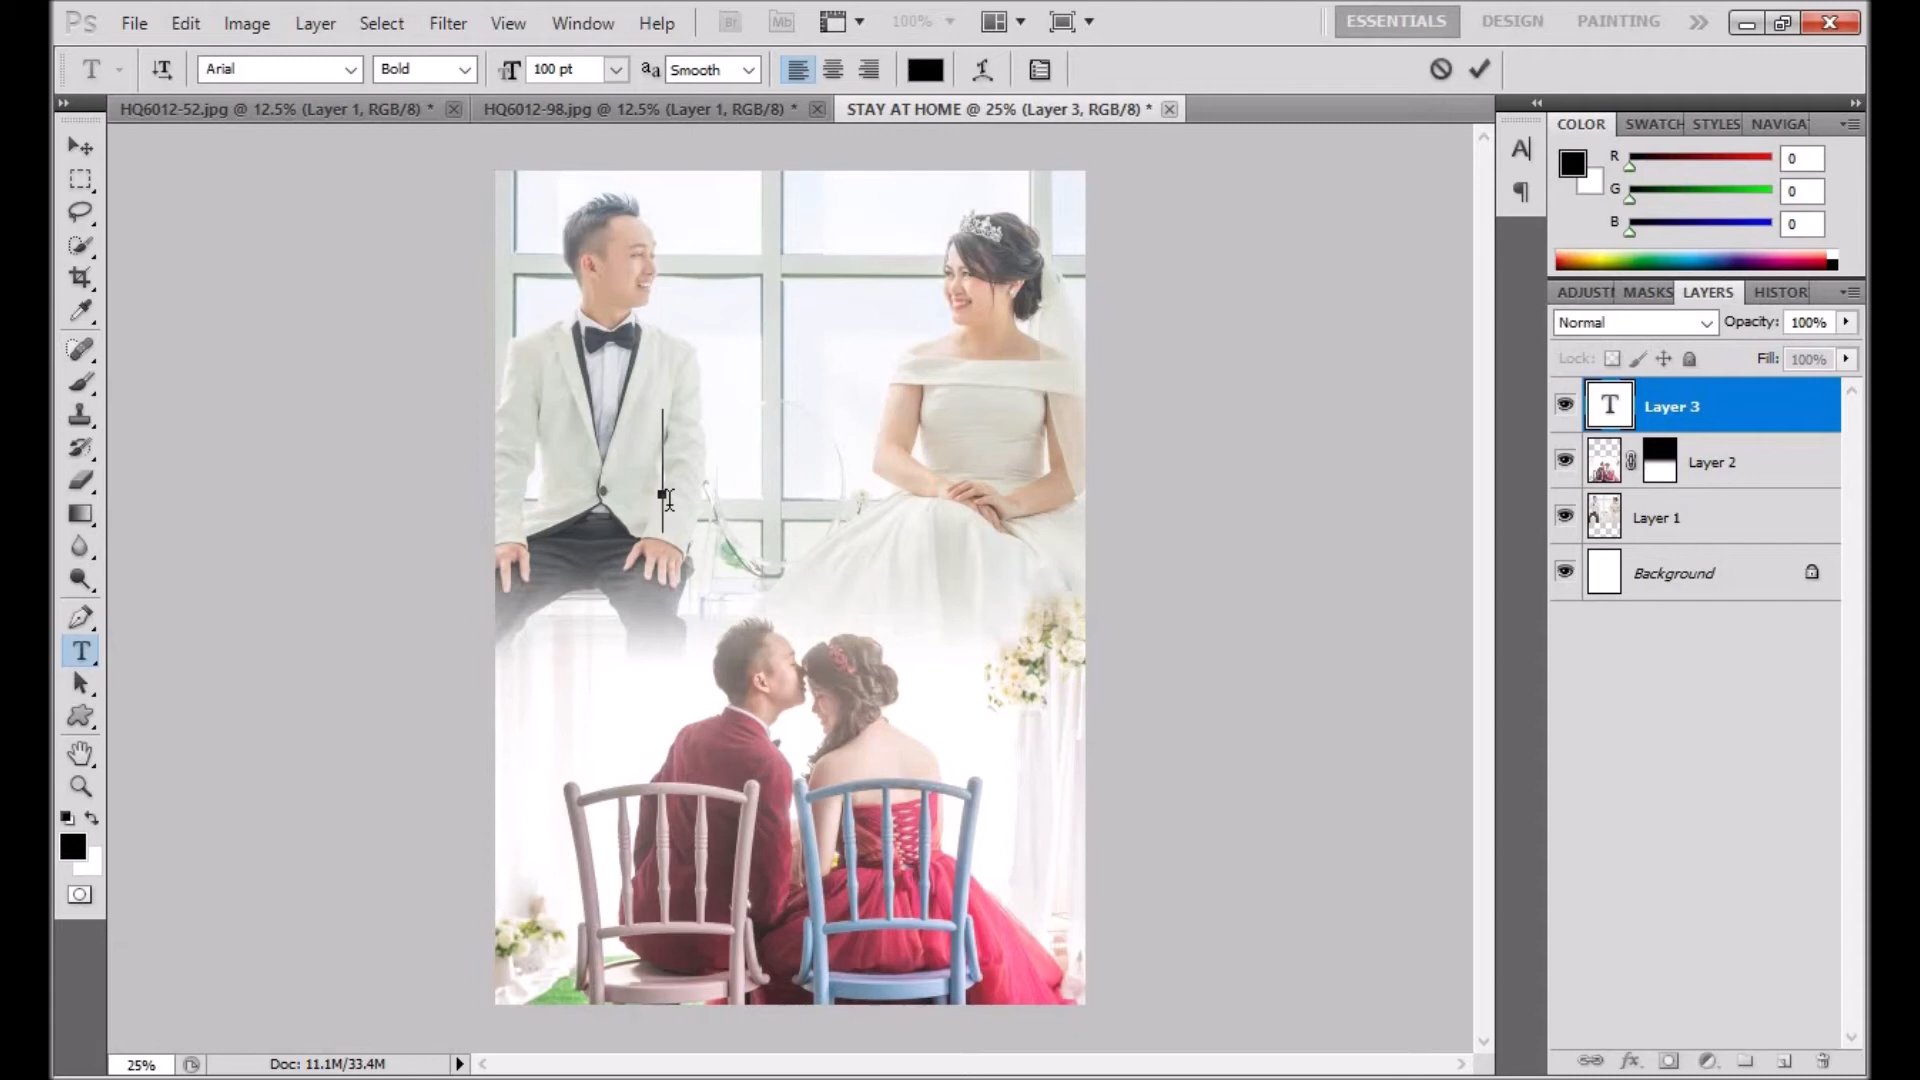 Ps File Edit Image Layer Select Filter View Window Help Br Mb 100% ESSENTIALS DESIGN PAINTING
T Arial Bold 100 pt Smooth
HQ6012-52.jpg @ 12.5% (Layer 1, RGB/8) * HQ6012-98.jpg @ 12.5% (Layer 1, RGB/8) * STAY AT HOME @ 25% (Layer 3, RGB/8) *
COLOR SWATCH STYLES NAVIGA
R 0
G 0
B 0
ADJUSTI MASKS LAYERS HISTOR
Normal Opacity: 100%
Lock: Fill: 100%
T Layer 3
Layer 2
Layer 1
Background
25% Doc: 11.1M/33.4M